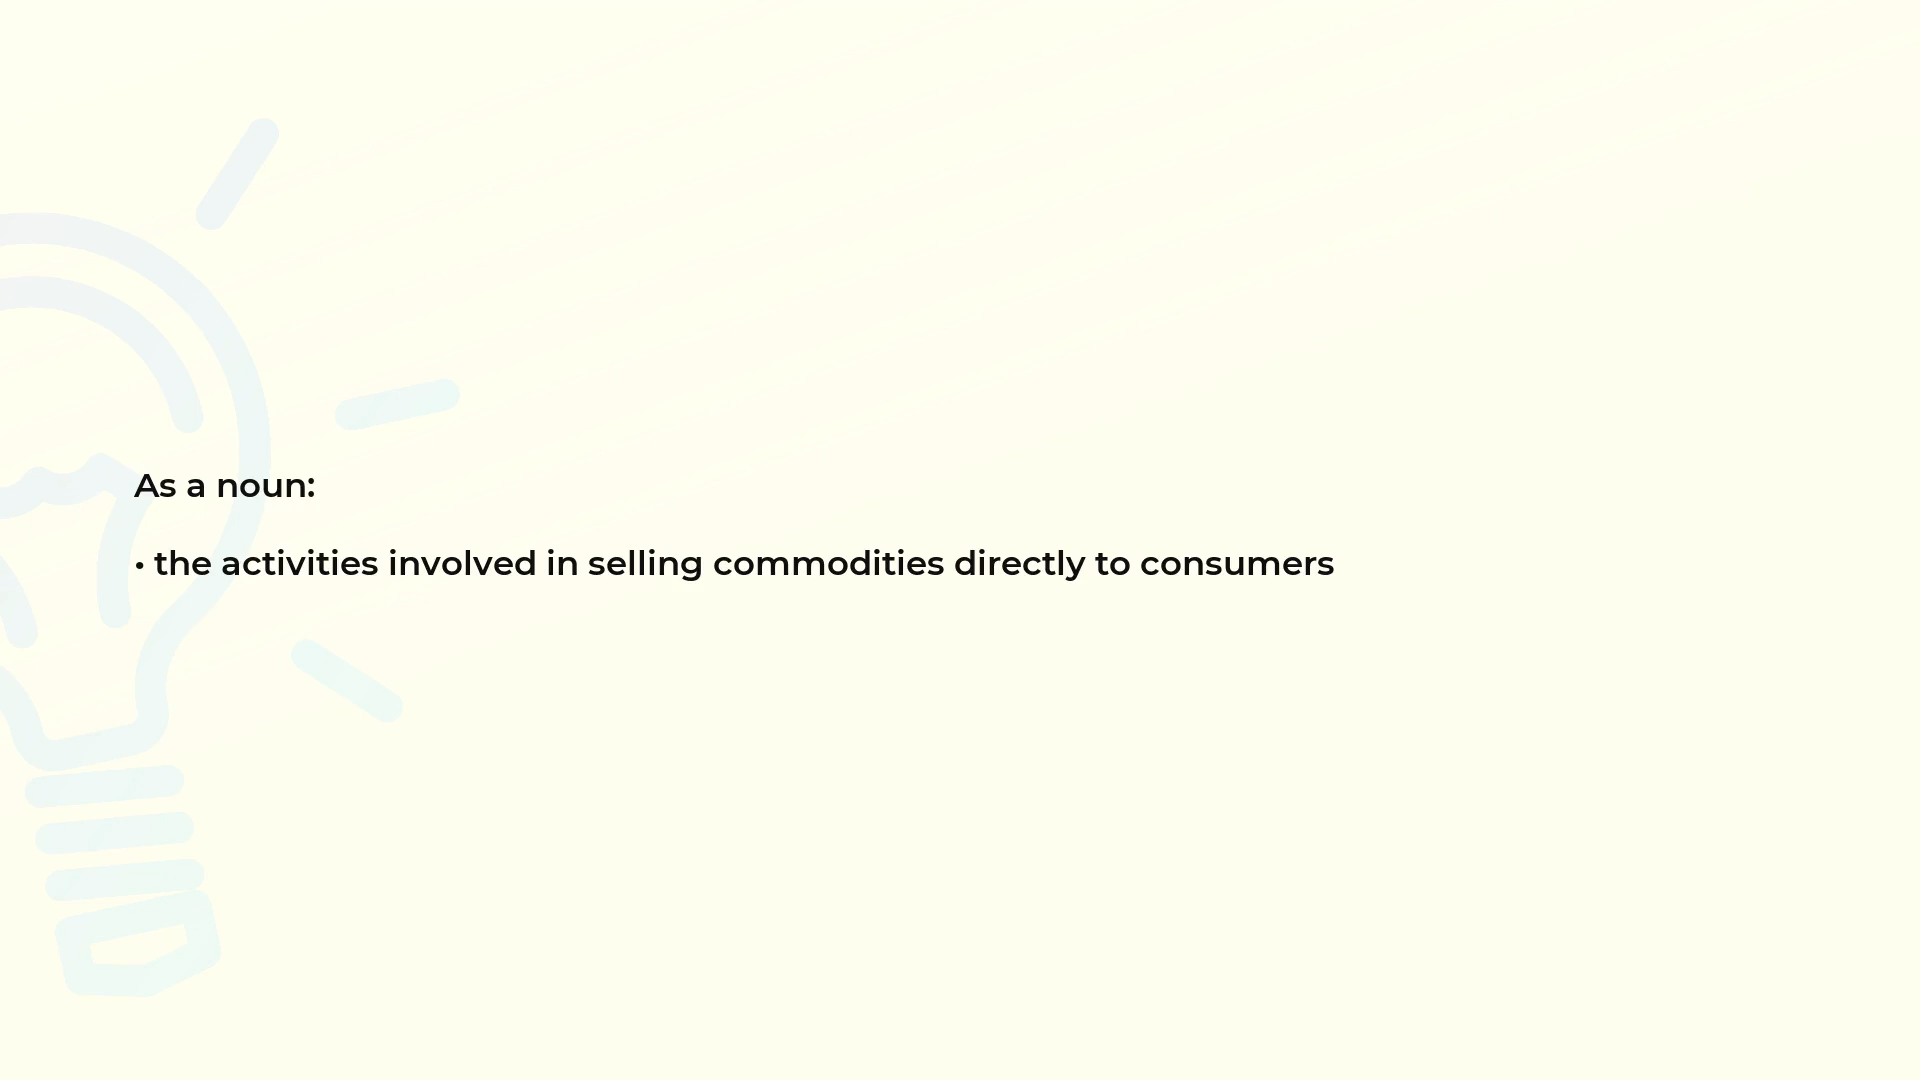 As a noun:
• the activities involved in selling commodities directly to consumers